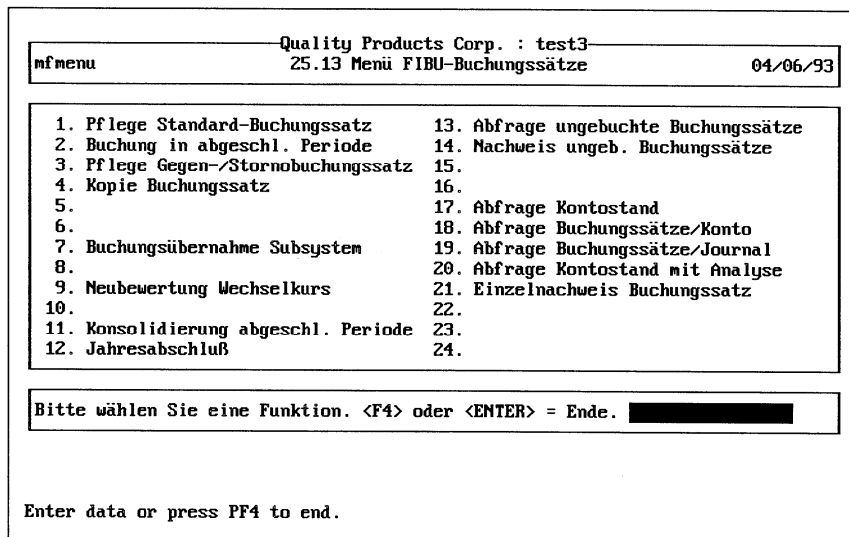 Quality Products Corp. : test3
mfmenu 25.13 Menü FIBU-Buchungssätze 04/06/93
1. Pflege Standard-Buchungssatz 13. Abfrage ungebuchte Buchungssätze
2. Buchung in abgeschl. Periode 14. Nachweis ungeb. Buchungssätze
3. Pflege Gegen-/Stornobuchungssatz 15.
4. Kopie Buchungssatz 16.
5. 17. Abfrage Kontostand
6. 18. Abfrage Buchungssätze/Konto
7. Buchungsübernahme Subsystem 19. Abfrage Buchungssätze/Journal
8. 20. Abfrage Kontostand mit Analyse
9. Neubewertung Wechselkurs 21. Einzelnachweis Buchungssatz
10. 22.
11. Konsolidierung abgeschl. Periode 23.
12. Jahresabschluß 24.
Bitte wählen Sie eine Funktion. <F4> oder <ENTER> = Ende.
Enter data or press PF4 to end.